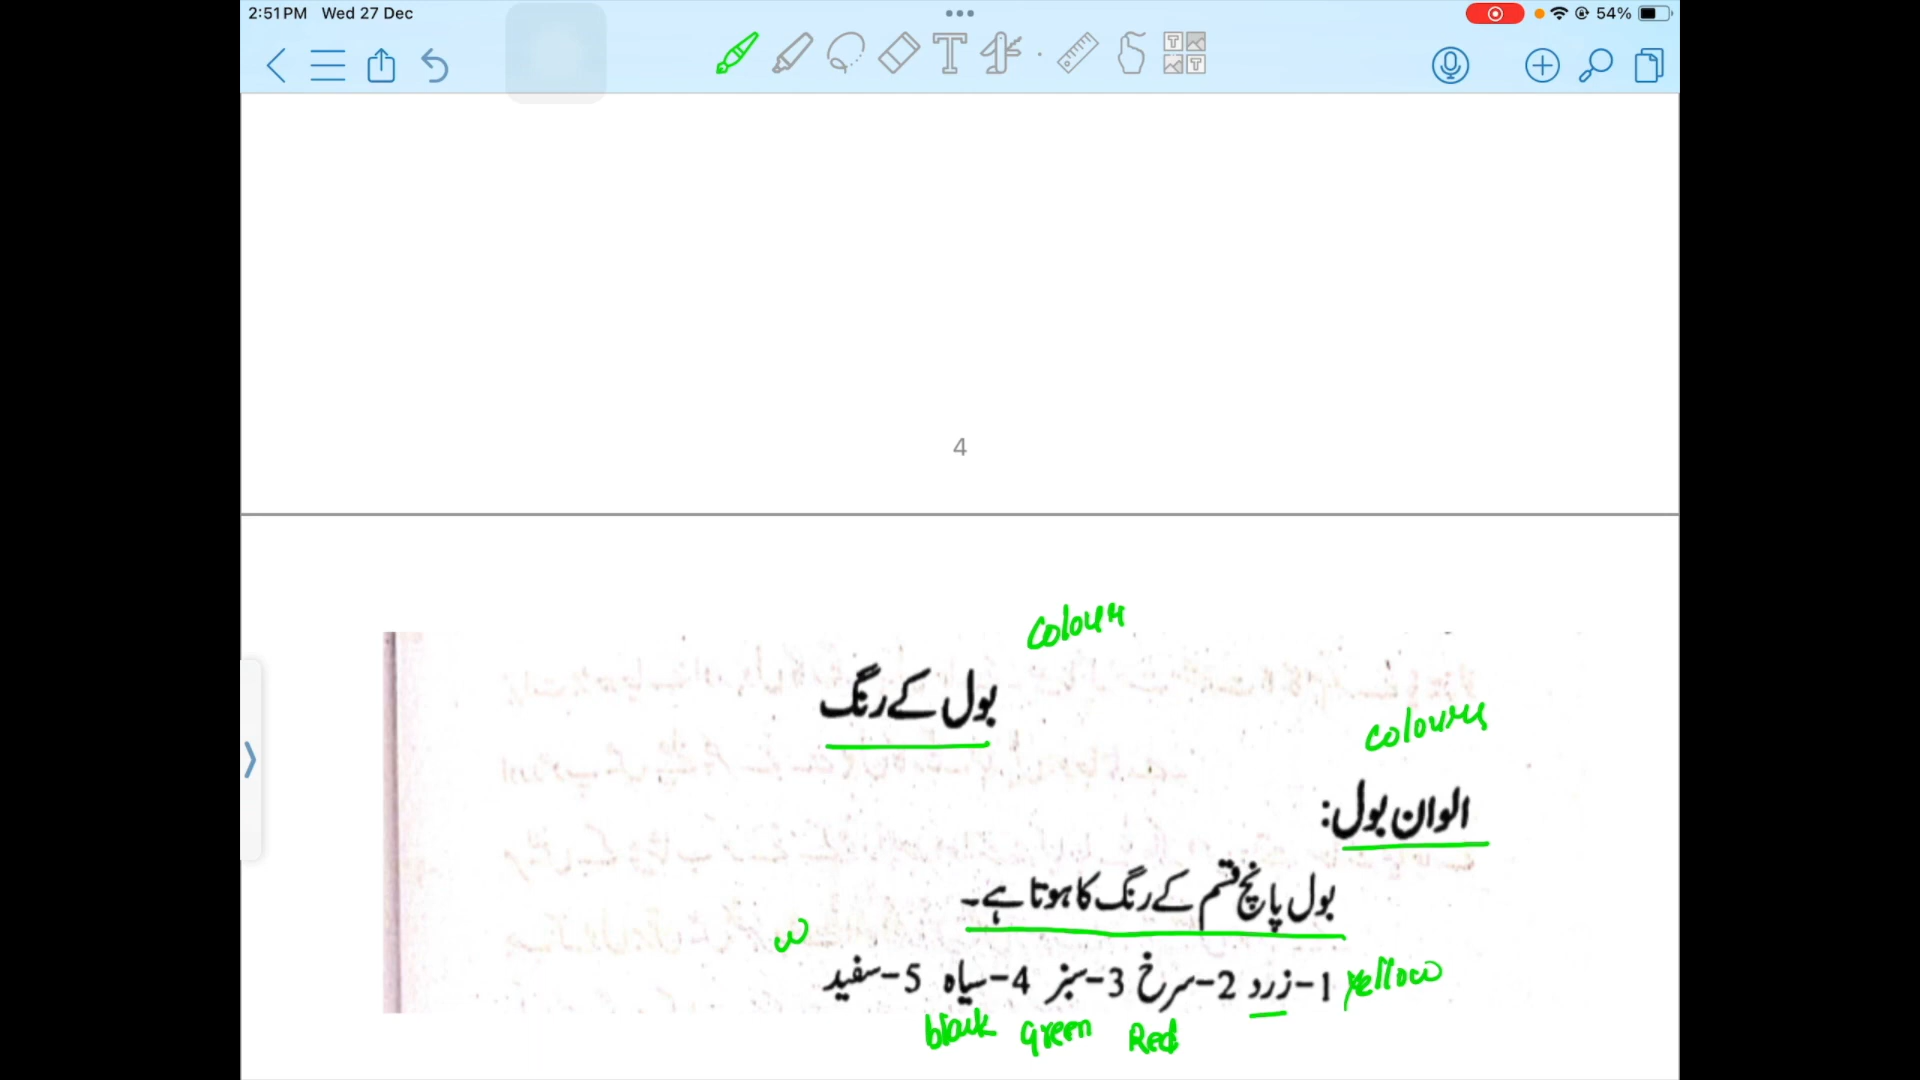 2:51 PM Wed 27 Dec
54%
4
colour
بول کے رنگ
colours
الوان بول:
بول پانچ قسم کے رنگ کا ہوتا ہے۔
w
1-زرد 2-سرخ 3-سبز 4-سیاہ 5-سفید
yellow
black green Red